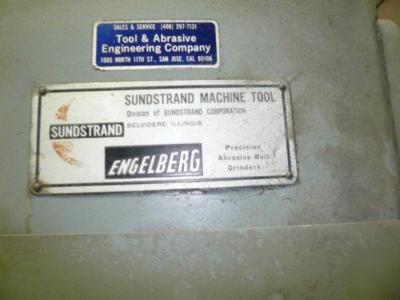 SALES & SERVICE (408) 297-7131
Tool & Abrasive
Engineering Company
1060 NORTH 11TH ST., SAN JOSE, CAL 95106
SUNDSTRAND MACHINE TOOL
Division of SUNDSTRAND CORPORATION
BELVIDERE, ILLINOIS
SUNDSTRAND
ENGELBERG
Precision
Abrasive Belt
Grinders